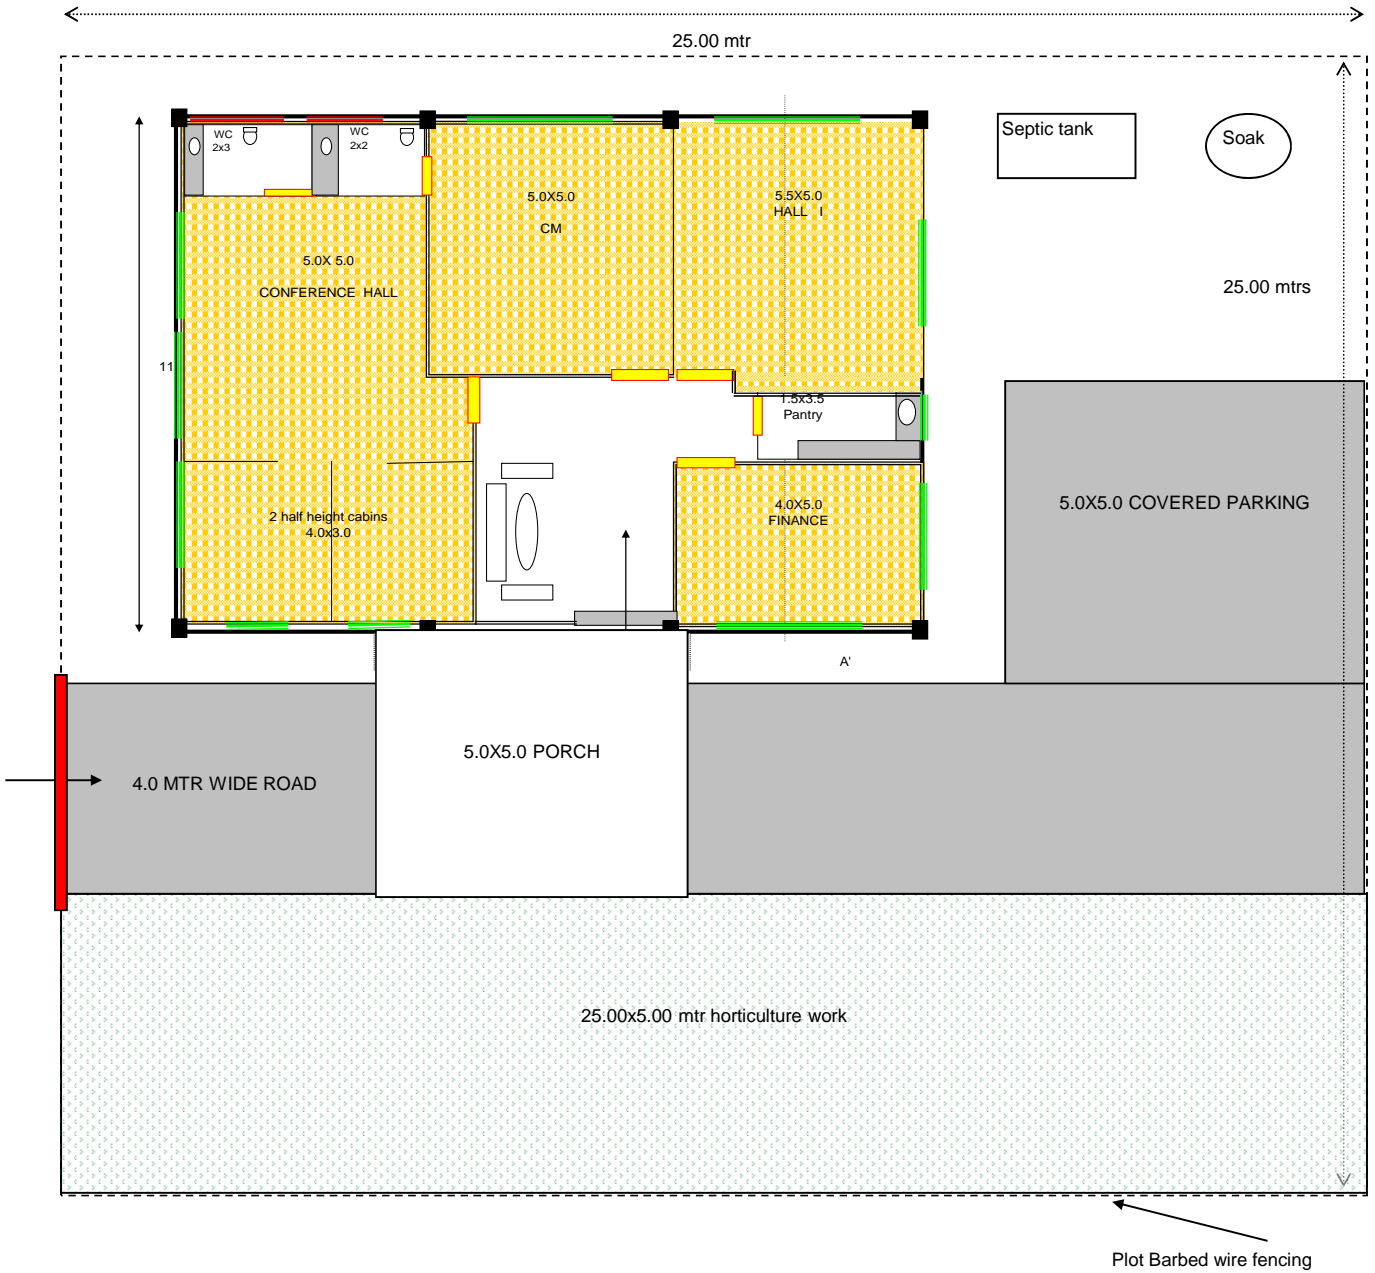 25.00 mtr
WC
2x3
WC
2x2
Septic tank
Soak
5.0X5.0
CM
5.5X5.0
HALL I
5.0X 5.0
CONFERENCE HALL
25.00 mtrs
11
1.5x3.5
Pantry
2 half height cabins
4.0x3.0
4.0X5.0
FINANCE
5.0X5.0 COVERED PARKING
A'
5.0X5.0 PORCH
4.0 MTR WIDE ROAD
25.00x5.00 mtr horticulture work
Plot Barbed wire fencing